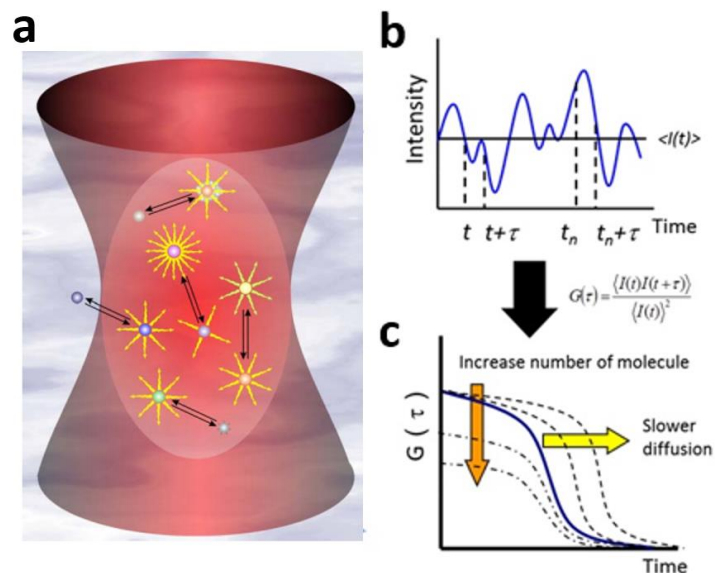 a
b
Intensity
<I(t)>
t
t+τ
tₙ
tₙ+τ
Time
G(τ)=⟨I(t)I(t+τ)⟩/⟨I(t)⟩²
c
Increase number of molecule
G (τ)
Slower
diffusion
Time